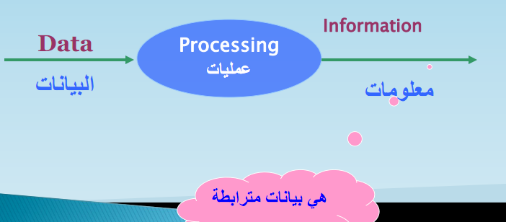 Data
البيانات
Processing
عمليات
Information
معلومات
هي بيانات مترابطة